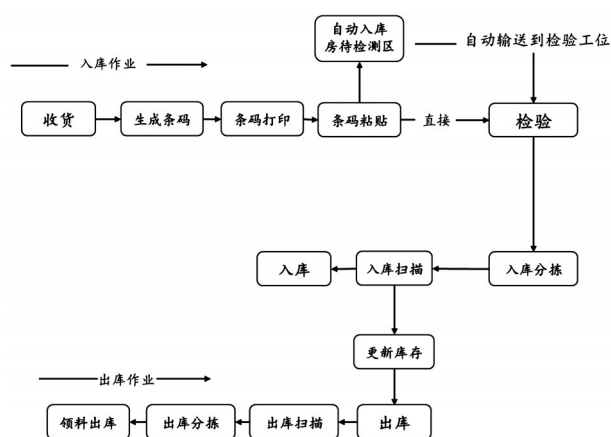 自动入库
房待检测区
自动输送到检验工位
入库作业
收货
生成条码
条码打印
条码粘贴
直接
检验
入库
入库扫描
入库分拣
更新库存
出库作业
领料出库
出库分拣
出库扫描
出库